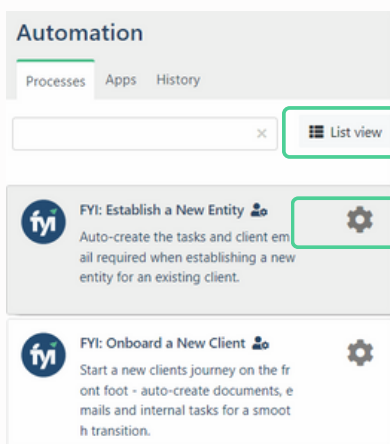 Automation
Processes Apps History
× List view
fyi FYI: Establish a New Entity
Auto-create the tasks and client em
ail required when establishing a new
entity for an existing client.
fyi FYI: Onboard a New Client
Start a new clients journey on the fr
ont foot - auto-create documents, e
mails and internal tasks for a smoot
h transition.